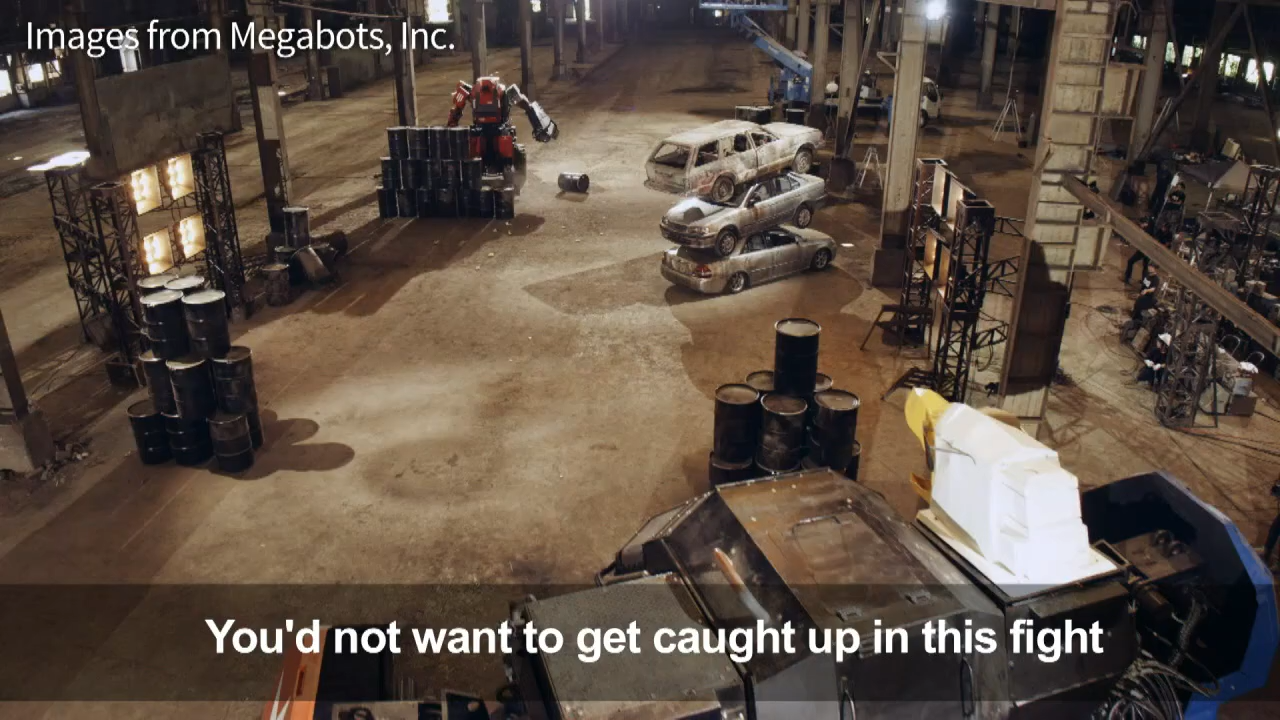 Images from Megabots, Inc.
You'd not want to get caught up in this fight